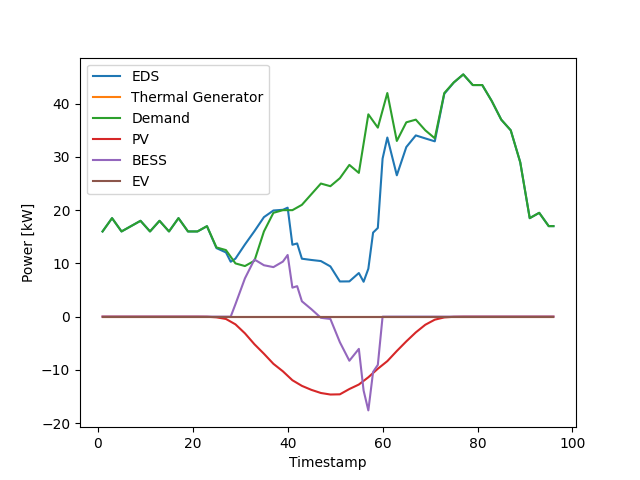 EDS
Thermal Generator
Demand
PV
BESS
EV
Power [kW]
40
30
20
10
0
−10
−20
0 20 40 60 80 100
Timestamp